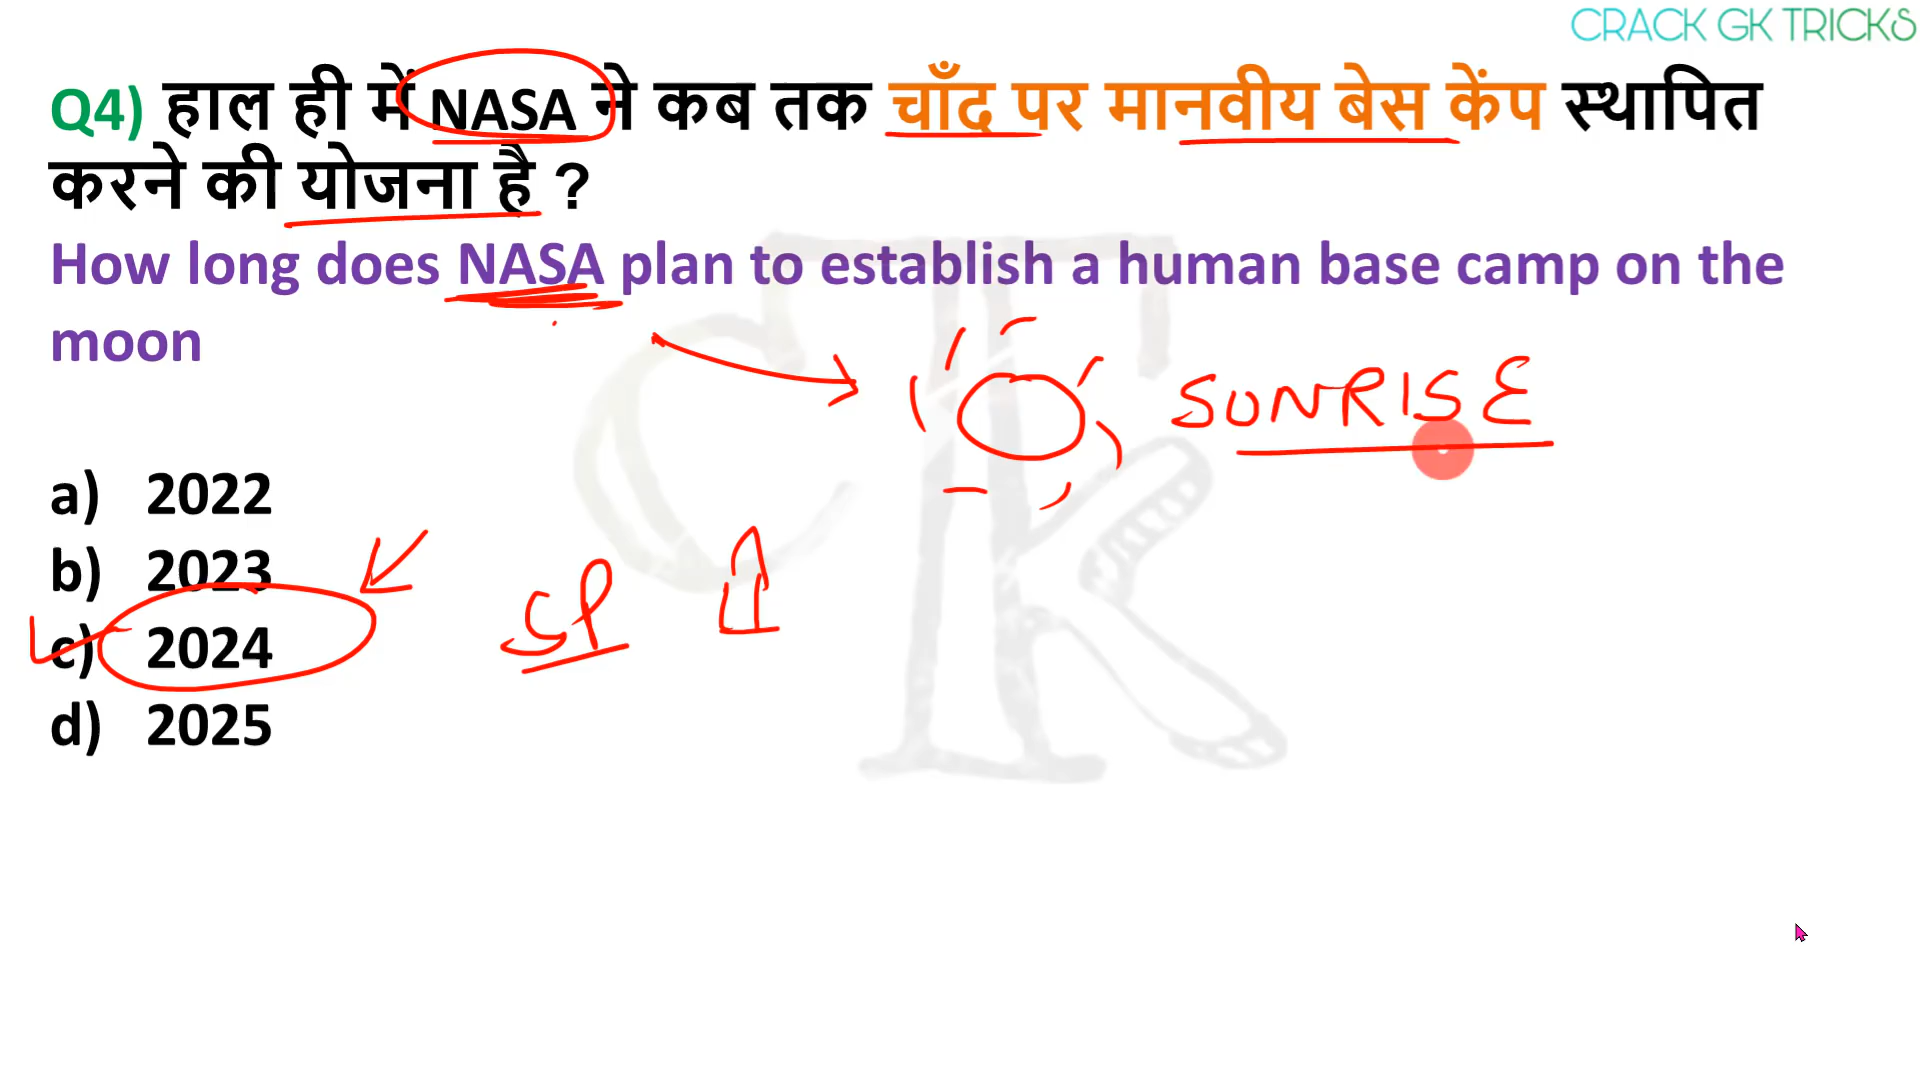 CRACK GK TRICKS
Q4) हाल ही में NASA ने कब तक चाँद पर मानवीय बेस केंप स्थापित
करने की योजना है ?
How long does NASA plan to establish a human base camp on the
moon
SUNRISE
a) 2022
b) 2023
c) 2024
d) 2025